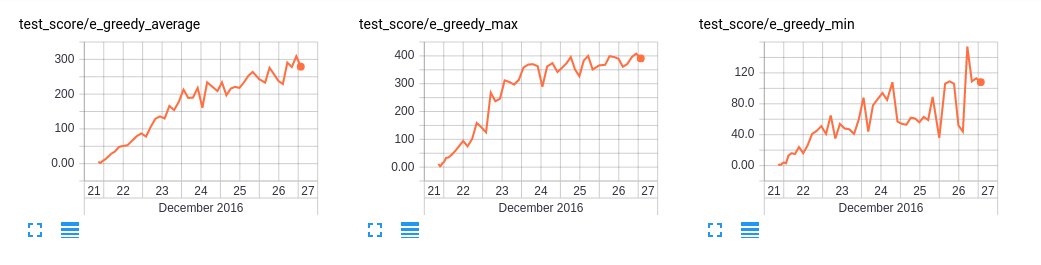 test_score/e_greedy_average
300
200
100
0.00
21 22 23 24 25 26 27
December 2016
test_score/e_greedy_max
400
300
200
100
0.00
21 22 23 24 25 26 27
December 2016
test_score/e_greedy_min
120
80.0
40.0
0.00
21 22 23 24 25 26 27
December 2016